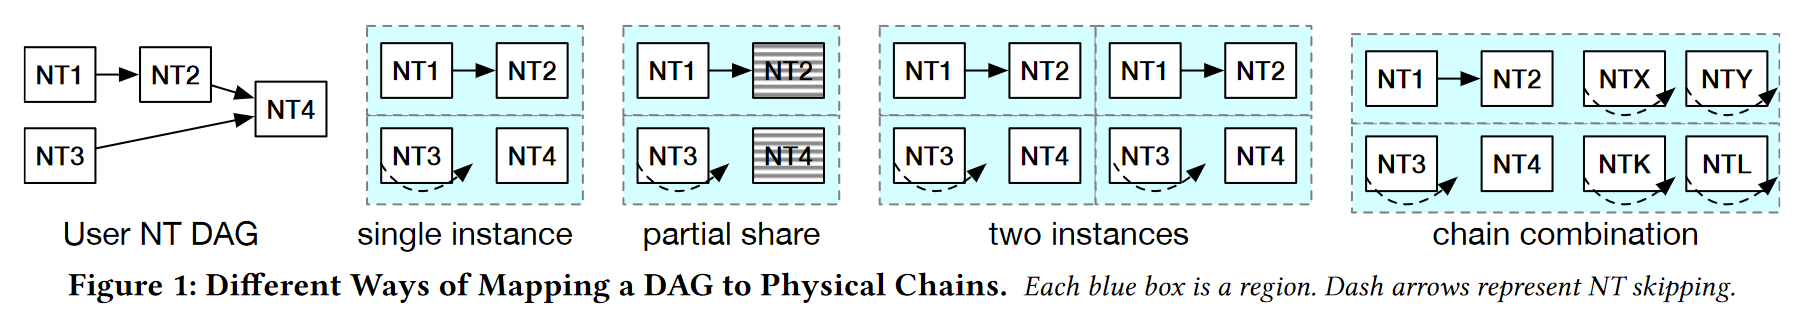 NT1 NT2 NT4 NT3
User NT DAG
NT1 NT2
NT3 NT4
single instance
NT1 NT2
NT3 NT4
partial share
NT1 NT2 NT1 NT2
NT3 NT4 NT3 NT4
two instances
NT1 NT2 NTX NTY
NT3 NT4 NTK NTL
chain combination
Figure 1: Different Ways of Mapping a DAG to Physical Chains. Each blue box is a region. Dash arrows represent NT skipping.